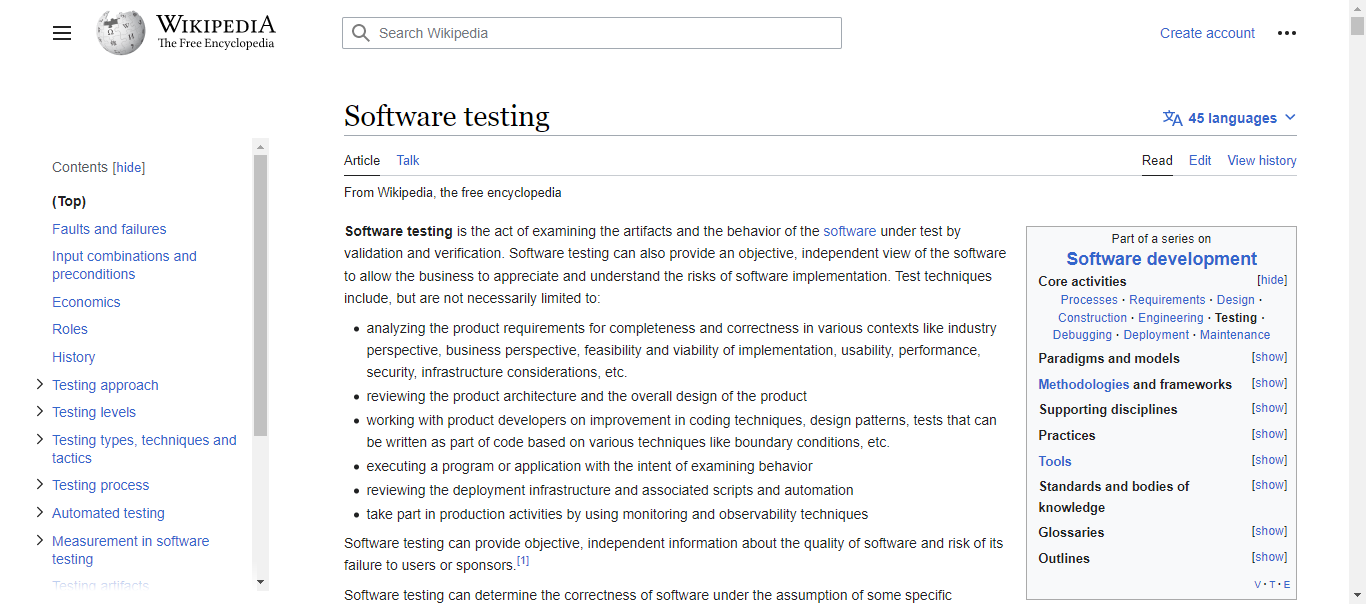 WIKIPEDIA
The Free Encyclopedia
Search Wikipedia
Create account
Software testing
45 languages
Article Talk
Read Edit View history
From Wikipedia, the free encyclopedia
Contents [hide]
(Top)
Faults and failures
Input combinations and
preconditions
Economics
Roles
History
Testing approach
Testing levels
Testing types, techniques and
tactics
Testing process
Automated testing
Measurement in software
testing
Testing artifacts
Software testing is the act of examining the artifacts and the behavior of the software under test by
validation and verification. Software testing can also provide an objective, independent view of the software
to allow the business to appreciate and understand the risks of software implementation. Test techniques
include, but are not necessarily limited to:
• analyzing the product requirements for completeness and correctness in various contexts like industry
perspective, business perspective, feasibility and viability of implementation, usability, performance,
security, infrastructure considerations, etc.
• reviewing the product architecture and the overall design of the product
• working with product developers on improvement in coding techniques, design patterns, tests that can
be written as part of code based on various techniques like boundary conditions, etc.
• executing a program or application with the intent of examining behavior
• reviewing the deployment infrastructure and associated scripts and automation
• take part in production activities by using monitoring and observability techniques
Software testing can provide objective, independent information about the quality of software and risk of its
failure to users or sponsors.[1]
Software testing can determine the correctness of software under the assumption of some specific
Part of a series on
Software development
Core activities [hide]
Processes · Requirements · Design ·
Construction · Engineering · Testing ·
Debugging · Deployment · Maintenance
Paradigms and models [show]
Methodologies and frameworks [show]
Supporting disciplines [show]
Practices [show]
Tools [show]
Standards and bodies of [show]
knowledge
Glossaries [show]
Outlines [show]
V · T · E